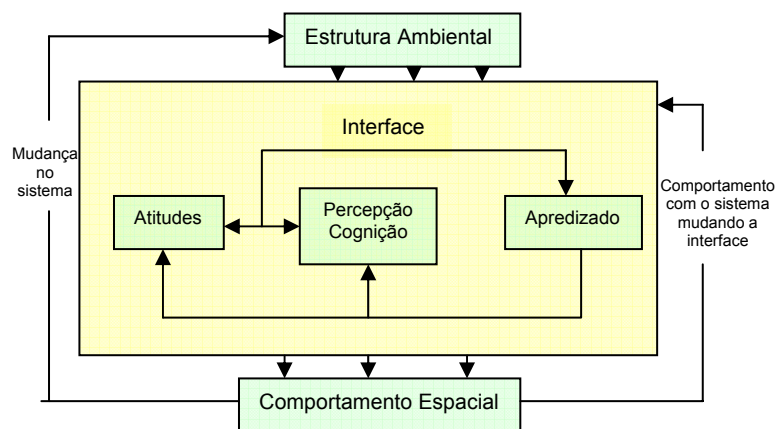 Estrutura Ambiental
Interface
Mudança
no
sistema
Atitudes
Percepção
Cognição
Apredizado
Comportamento
com o sistema
mudando a
interface
Comportamento Espacial